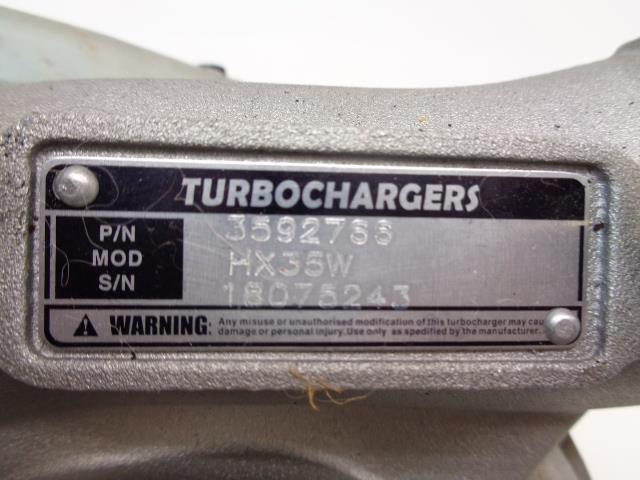 TURBOCHARGERS
P/N 3592766
MOD HX35W
S/N 18075243
WARNING: Any misuse or unauthorised modification of this turbocharger may cau
damage or personal injury. Use only as spedified by the manufacturer.